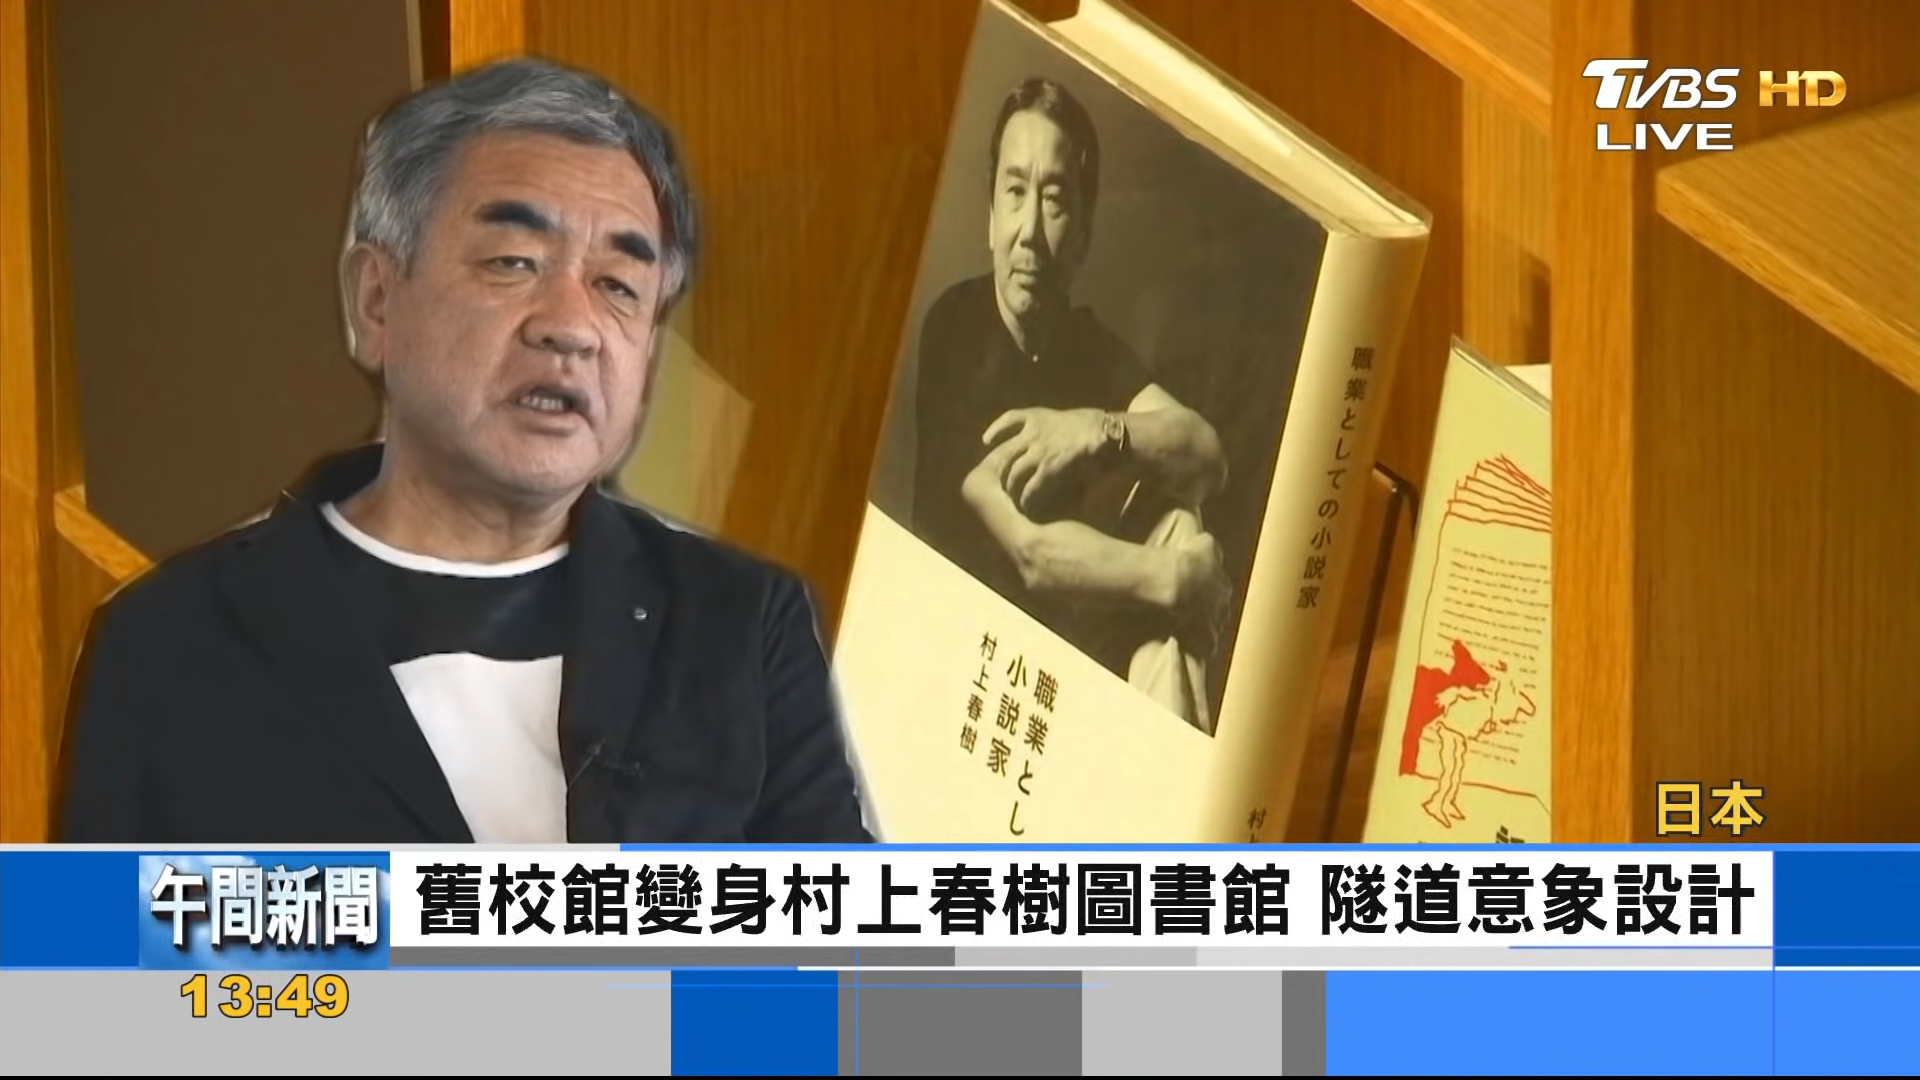 TVBS HD
LIVE
職業としての小説家
職業とし
小説家
村上春樹
村上
日本
午間新聞
舊校館變身村上春樹圖書館 隧道意象設計
13:49